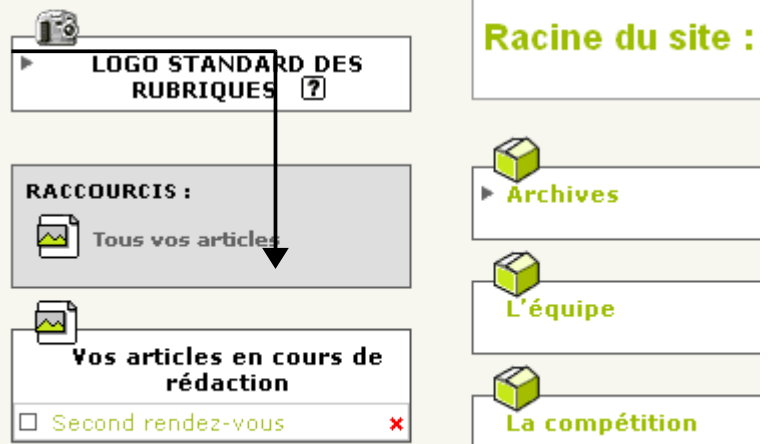 LOGO STANDARD DES
RUBRIQUES ?
RACCOURCIS :
Tous vos articles
Vos articles en cours de
rédaction
Second rendez-vous
Racine du site :
Archives
L'équipe
La compétition